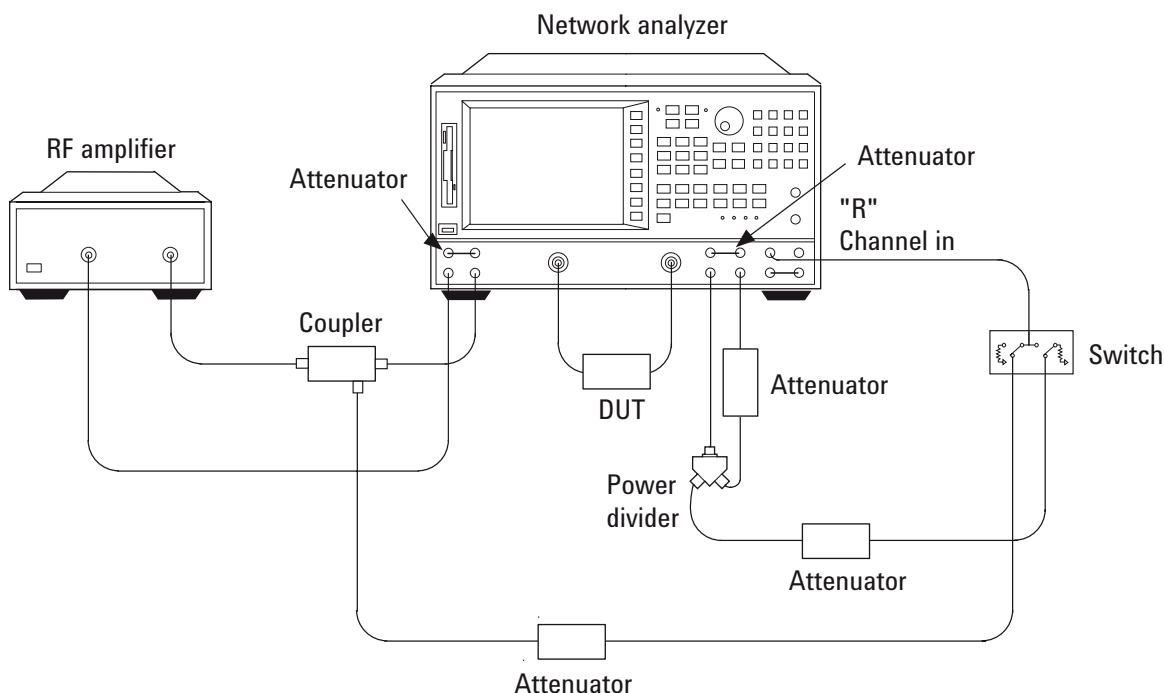 Network analyzer
RF amplifier
Attenuator
Attenuator
"R"
Channel in
Coupler
Switch
Attenuator
DUT
Power
divider
Attenuator
Attenuator